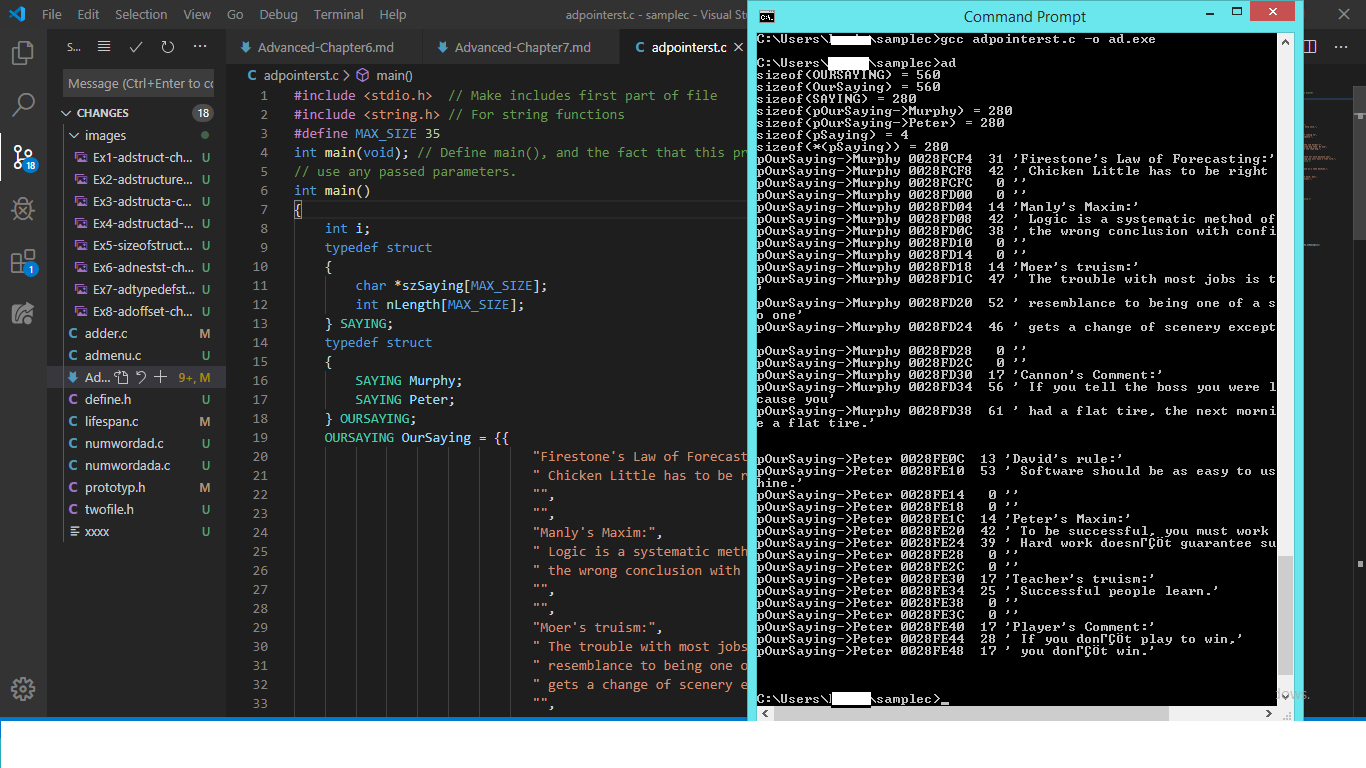 File Edit Selection View Go Debug Terminal Help
adpointerst.c - samplec - Visual Stu
S...
Message (Ctrl+Enter to co
CHANGES 18
images
Ex1-adstruct-ch... U
Ex2-adstructure... U
Ex3-adstructa-c... U
Ex4-adstructad-... U
Ex5-sizeofstruct... U
Ex6-adnestst-ch... U
Ex7-adtypedefst... U
Ex8-adoffset-ch... U
adder.c M
admenu.c U
Ad... 9+, M
define.h U
lifespan.c U
numwordad.c U
numwordada.c U
prototyp.h M
twofile.h U
xxxx U
18
1
Advanced-Chapter6.md Advanced-Chapter7.md adpointerst.c
adpointerst.c > main()
1 #include <stdio.h> // Make includes first part of file
2 #include <string.h> // For string functions
3 #define MAX_SIZE 35
4 int main(void); // Define main(), and the fact that this pr
5 // use any passed parameters.
6 int main()
7 {
8 int i;
9 typedef struct
10 {
11 char *szSaying[MAX_SIZE];
12 int nLength[MAX_SIZE];
13 } SAYING;
14 typedef struct
15 {
16 SAYING Murphy;
17 SAYING Peter;
18 } OURSAYING;
19 OURSAYING OurSaying = {{
20 "Firestone's Law of Forecast
21 " Chicken Little has to be r
22 "",
23 "",
24 "Manly's Maxim:",
25 " Logic is a systematic meth
26 " the wrong conclusion with
27 "",
28 "",
29 "Moer's truism:",
30 " The trouble with most jobs
31 " resemblance to being one o
32 " gets a change of scenery e
33 "",
Command Prompt
C:\Users\ \samplec>gcc adpointerst.c -o ad.exe
C:\Users\ \samplec>ad
sizeof(OURSAYING) = 560
sizeof(OurSaying) = 560
sizeof(SAYING) = 280
sizeof(pOurSaying->Murphy) = 280
sizeof(pOurSaying->Peter) = 280
sizeof(pSaying) = 4
sizeof(*(pSaying)) = 280
pOurSaying->Murphy 0028FCF4 31 'Firestone's Law of Forecasting:'
pOurSaying->Murphy 0028FCF8 42 ' Chicken Little has to be right
pOurSaying->Murphy 0028FCFC 0 ''
pOurSaying->Murphy 0028FD00 0 ''
pOurSaying->Murphy 0028FD04 14 'Manly's Maxim:'
pOurSaying->Murphy 0028FD08 42 ' Logic is a systematic method of
pOurSaying->Murphy 0028FD0C 38 ' the wrong conclusion with confi
pOurSaying->Murphy 0028FD10 0 ''
pOurSaying->Murphy 0028FD14 0 ''
pOurSaying->Murphy 0028FD18 14 'Moer's truism:'
pOurSaying->Murphy 0028FD1C 47 ' The trouble with most jobs is t
'
pOurSaying->Murphy 0028FD20 52 ' resemblance to being one of a s
o one'
pOurSaying->Murphy 0028FD24 46 ' gets a change of scenery except
pOurSaying->Murphy 0028FD28 0 ''
pOurSaying->Murphy 0028FD2C 0 ''
pOurSaying->Murphy 0028FD30 17 'Cannon's Comment:'
pOurSaying->Murphy 0028FD34 56 ' If you tell the boss you were l
cause you'
pOurSaying->Murphy 0028FD38 61 ' had a flat tire, the next morni
e a flat tire.'
pOurSaying->Peter 0028FE0C 13 'David's rule:'
pOurSaying->Peter 0028FE10 53 ' Software should be as easy to us
hine.'
pOurSaying->Peter 0028FE14 0 ''
pOurSaying->Peter 0028FE18 0 ''
pOurSaying->Peter 0028FE1C 14 'Peter's Maxim:'
pOurSaying->Peter 0028FE20 42 ' To be successful, you must work
pOurSaying->Peter 0028FE24 39 ' Hard work doesnΓÇÖt guarantee su
pOurSaying->Peter 0028FE28 0 ''
pOurSaying->Peter 0028FE2C 0 ''
pOurSaying->Peter 0028FE30 17 'Teacher's truism:'
pOurSaying->Peter 0028FE34 25 ' Successful people learn.'
pOurSaying->Peter 0028FE38 0 ''
pOurSaying->Peter 0028FE3C 0 ''
pOurSaying->Peter 0028FE40 17 'Player's Comment:'
pOurSaying->Peter 0028FE44 28 ' If you donΓÇÖt play to win,'
pOurSaying->Peter 0028FE48 17 ' you donΓÇÖt win.'
C:\Users\ \samplec>_
dows.